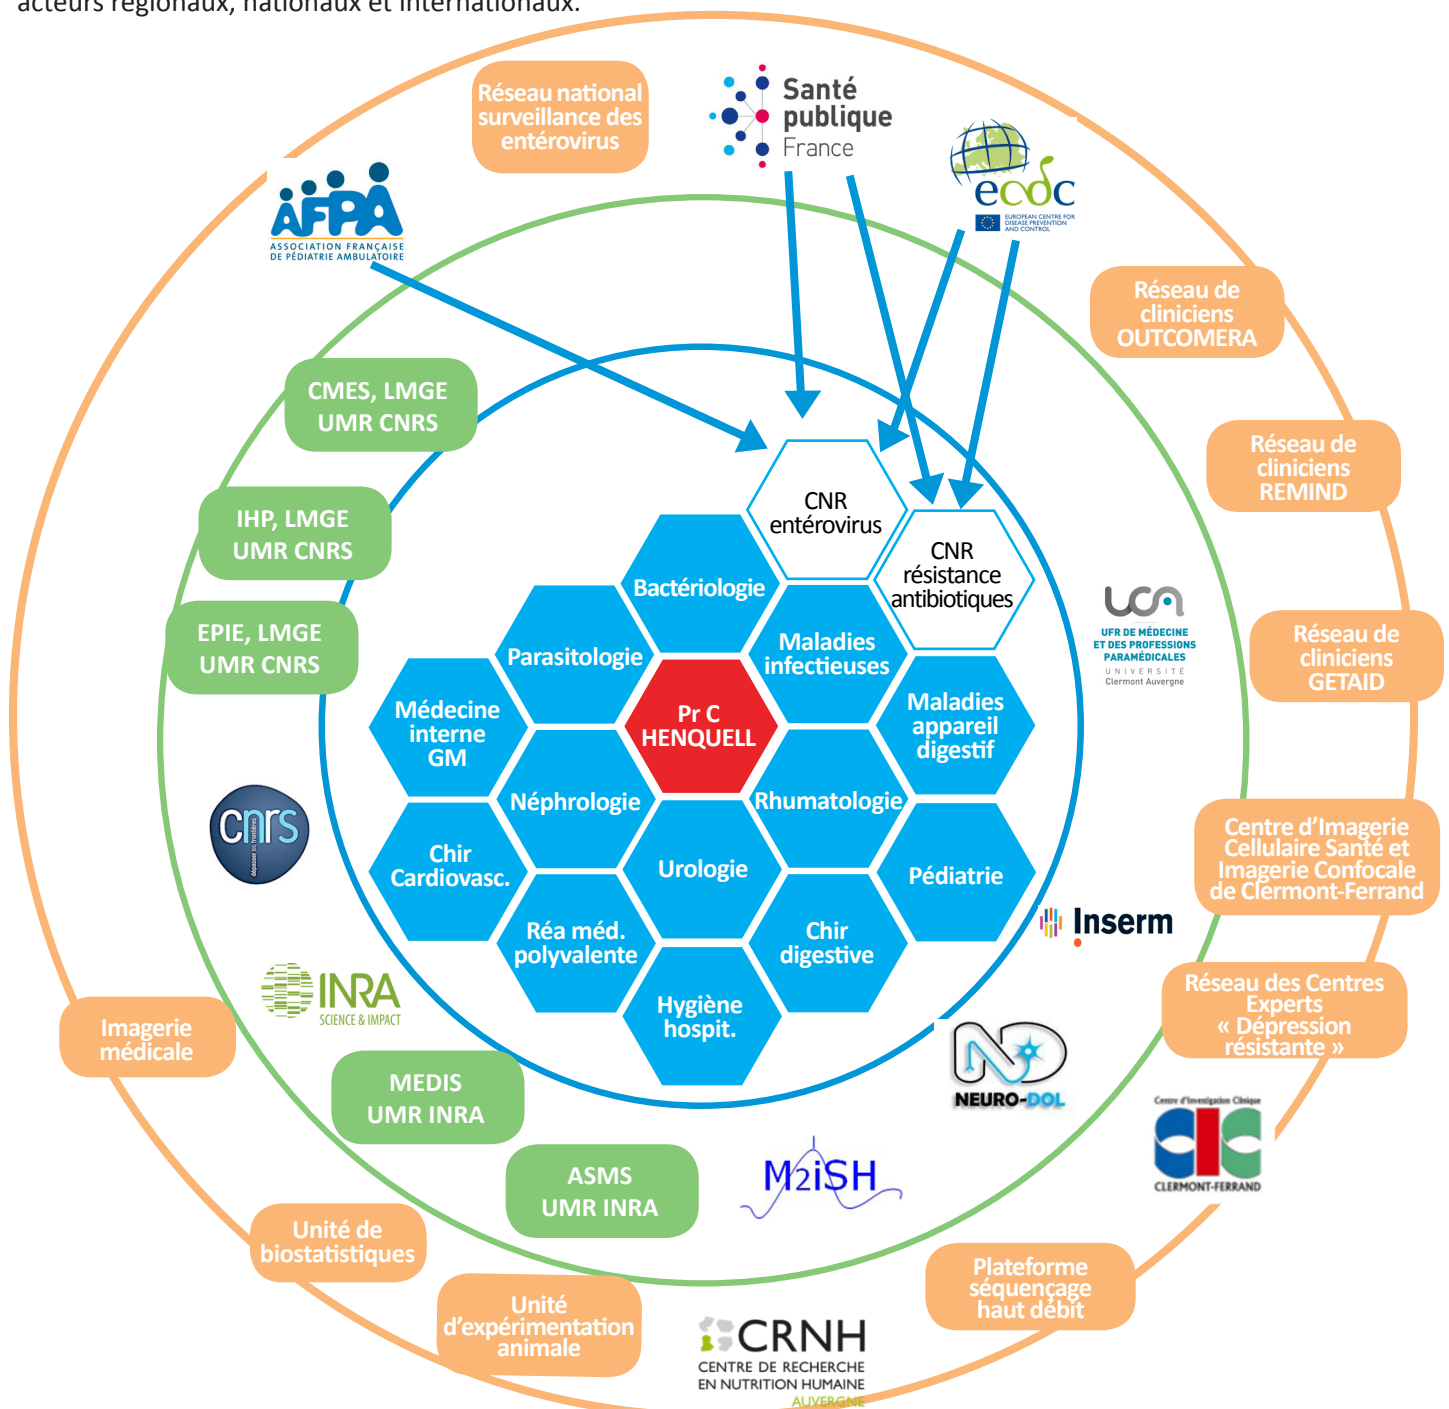 acteurs régionaux, nationaux et internationaux.
Réseau national
surveillance des
entérovirus
Santé
publique
France
ecdc
EUROPEAN CENTRE FOR
DISEASE PREVENTION
AND CONTROL
AFPA
ASSOCIATION FRANÇAISE
DE PÉDIATRIE AMBULATOIRE
Réseau de
cliniciens
OUTCOMERA
CMES, LMGE
UMR CNRS
Réseau de
cliniciens
REMIND
IHP, LMGE
UMR CNRS
CNR
entérovirus
CNR
résistance
antibiotiques
Bactériologie
EPIE, LMGE
UMR CNRS
Parasitologie
Maladies
infectieuses
UCA
UFR DE MÉDECINE
ET DES PROFESSIONS
PARAMÉDICALES
UNIVERSITÉ
Clermont Auvergne
Réseau de
cliniciens
GETAID
Médecine
interne
GM
Pr C
HENQUELL
Maladies
appareil
digestif
Néphrologie
Rhumatologie
cnrs
dépasser les frontières
Chir
Cardiovasc.
Urologie
Pédiatrie
Centre d’Imagerie
Cellulaire Santé et
Imagerie Confocale
de Clermont-Ferrand
Réa méd.
polyvalente
Chir
digestive
Inserm
INRA
SCIENCE & IMPACT
Hygiène
hospit.
Réseau des Centres
Experts
« Dépression
résistante »
Imagerie
médicale
NEURO-DOL
MEDIS
UMR INRA
Centre d'Investigation Clinique
CIC
CLERMONT-FERRAND
ASMS
UMR INRA
M2iSH
Unité de
biostatistiques
Plateforme
séquençage
haut débit
Unité
d’expérimentation
animale
CRNH
CENTRE DE RECHERCHE
EN NUTRITION HUMAINE
AUVERGNE